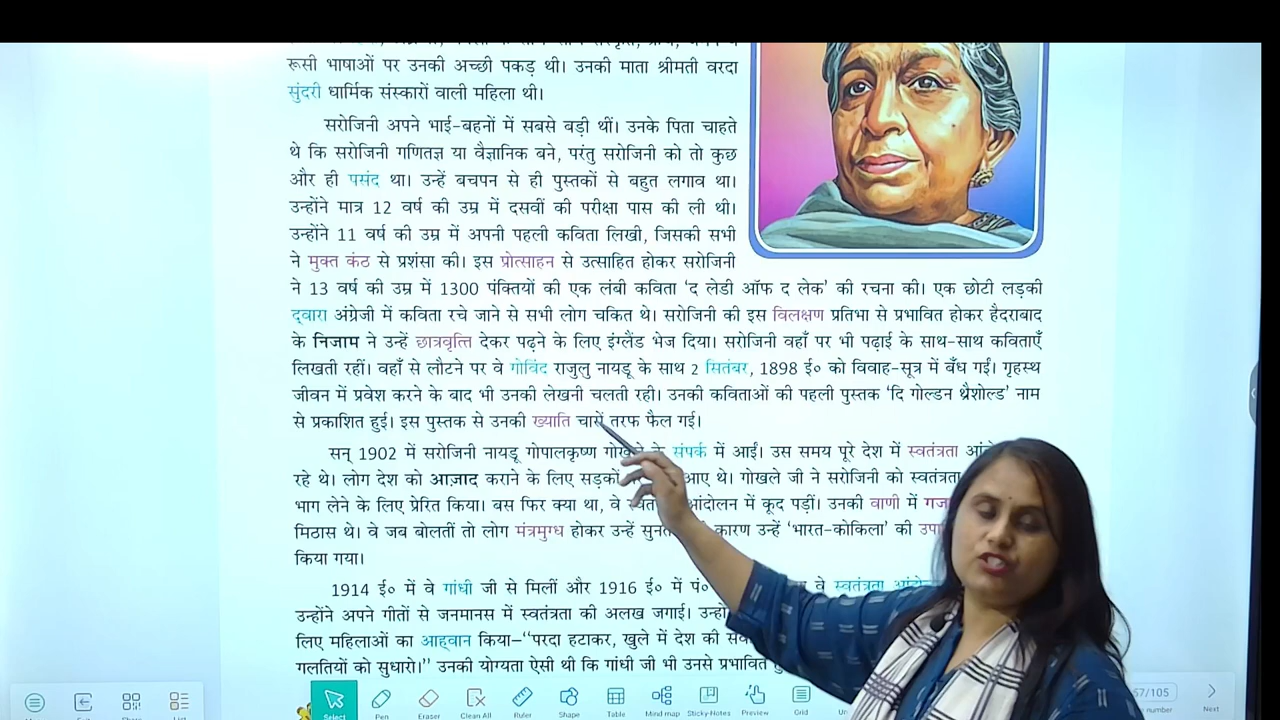 रूसी भाषाओं पर उनकी अच्छी पकड़ थी। उनकी माता श्रीमती वरदा
सुंदरी धार्मिक संस्कारों वाली महिला थी।
सरोजिनी अपने भाई-बहनों में सबसे बड़ी थीं। उनके पिता चाहते
थे कि सरोजिनी गणितज्ञ या वैज्ञानिक बने, परंतु सरोजिनी को तो कुछ
और ही पसंद था। उन्हें बचपन से ही पुस्तकों से बहुत लगाव था।
उन्होंने मात्र 12 वर्ष की उम्र में दसवीं की परीक्षा पास की ली थी।
उन्होंने 11 वर्ष की उम्र में अपनी पहली कविता लिखी, जिसकी सभी
ने मुक्त कंठ से प्रशंसा की। इस प्रोत्साहन से उत्साहित होकर सरोजिनी
ने 13 वर्ष की उम्र में 1300 पंक्तियों की एक लंबी कविता ‘द लेडी ऑफ द लेक’ की रचना की। एक छोटी लड़की
द्वारा अंग्रेजी में कविता रचे जाने से सभी लोग चकित थे। सरोजिनी की इस विलक्षण प्रतिभा से प्रभावित होकर हैदराबाद
के निजाम ने उन्हें छात्रवृत्ति देकर पढ़ने के लिए इंग्लैंड भेज दिया। सरोजिनी वहाँ पर भी पढ़ाई के साथ-साथ कविताएँ
लिखती रहीं। वहाँ से लौटने पर वे गोविंद राजुलु नायडू के साथ 2 सितंबर, 1898 ई० को विवाह-सूत्र में बँध गईं। गृहस्थ
जीवन में प्रवेश करने के बाद भी उनकी लेखनी चलती रही। उनकी कविताओं की पहली पुस्तक ‘दि गोल्डन थ्रैशोल्ड’ नाम
से प्रकाशित हुई। इस पुस्तक से उनकी ख्याति चारों तरफ फैल गई।
सन् 1902 में सरोजिनी नायडू गोपालकृष्ण गोखले के संपर्क में आईं। उस समय पूरे देश में स्वतंत्रता
रहे थे। लोग देश को आज़ाद कराने के लिए सड़कों आए थे। गोखले जी ने सरोजिनी को स्वतंत्रता
भाग लेने के लिए प्रेरित किया। बस फिर क्या था, वे आंदोलन में कूद पड़ीं। उनकी वाणी में
मिठास थे। वे जब बोलतीं तो लोग मंत्रमुग्ध होकर उन्हें कारण उन्हें ‘भारत-कोकिला’ की
किया गया।
1914 ई० में वे गांधी जी से मिलीं और 1916 ई० में पं० वे स्वतंत्रता
उन्होंने अपने गीतों से जनमानस में स्वतंत्रता की अलख जगाई।
लिए महिलाओं का आह्वान किया–“परदा हटाकर, खुले में देश की
गलतियों को सुधारो।” उनकी योग्यता ऐसी थी कि गांधी जी भी उनसे प्रभावित
Select Pen Eraser Clean All Ruler Shape Table Mind map Sticky-Notes Preview Grid 57/105 Next